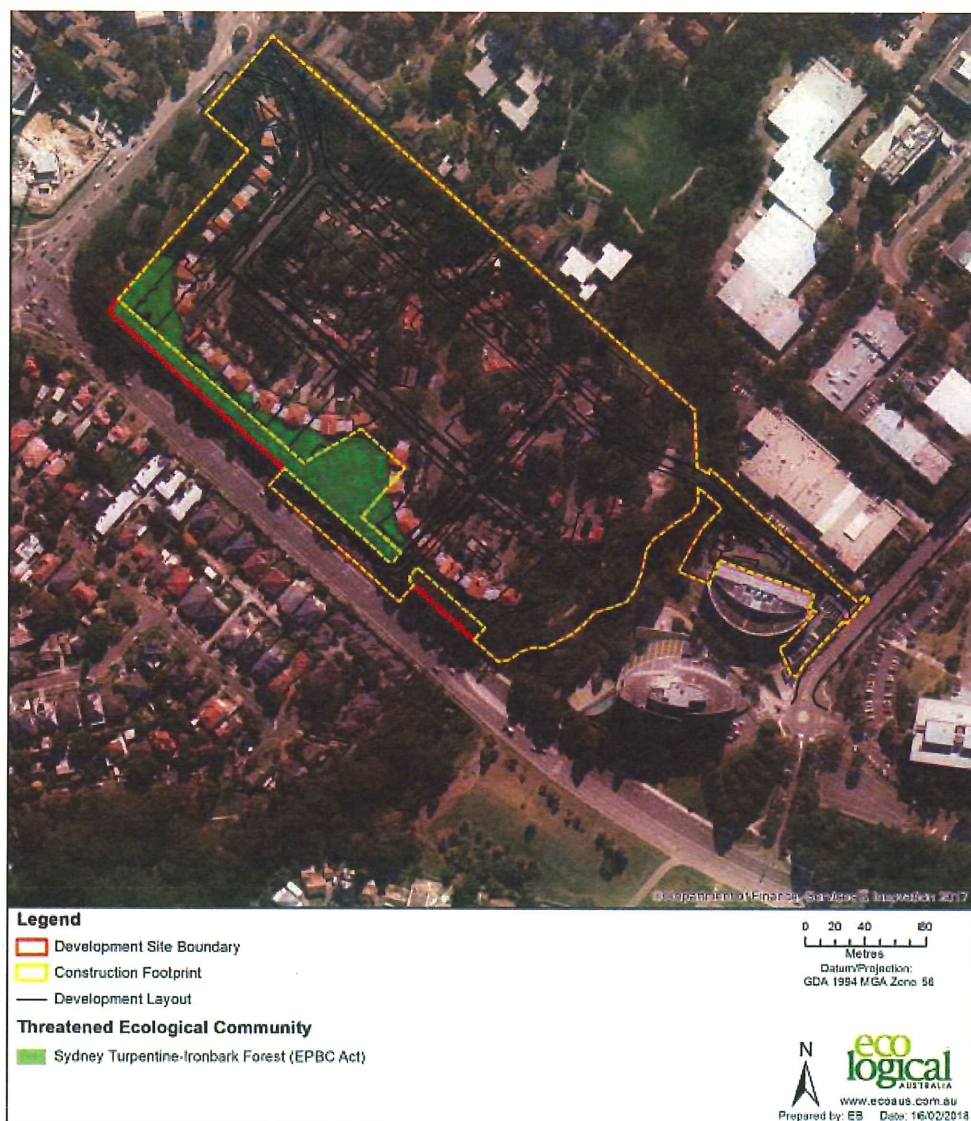 © Department of Finance, Services & Innovation 2017
Legend
Development Site Boundary
Construction Footprint
Development Layout
Threatened Ecological Community
Sydney Turpentine-Ironbark Forest (EPBC Act)
0 20 40 80
Metres
Datum/Projection:
GDA 1994 MGA Zone 56
N
eco
logical
AUSTRALIA
www.ecoaus.com.au
Prepared by: EB Date: 16/02/2018